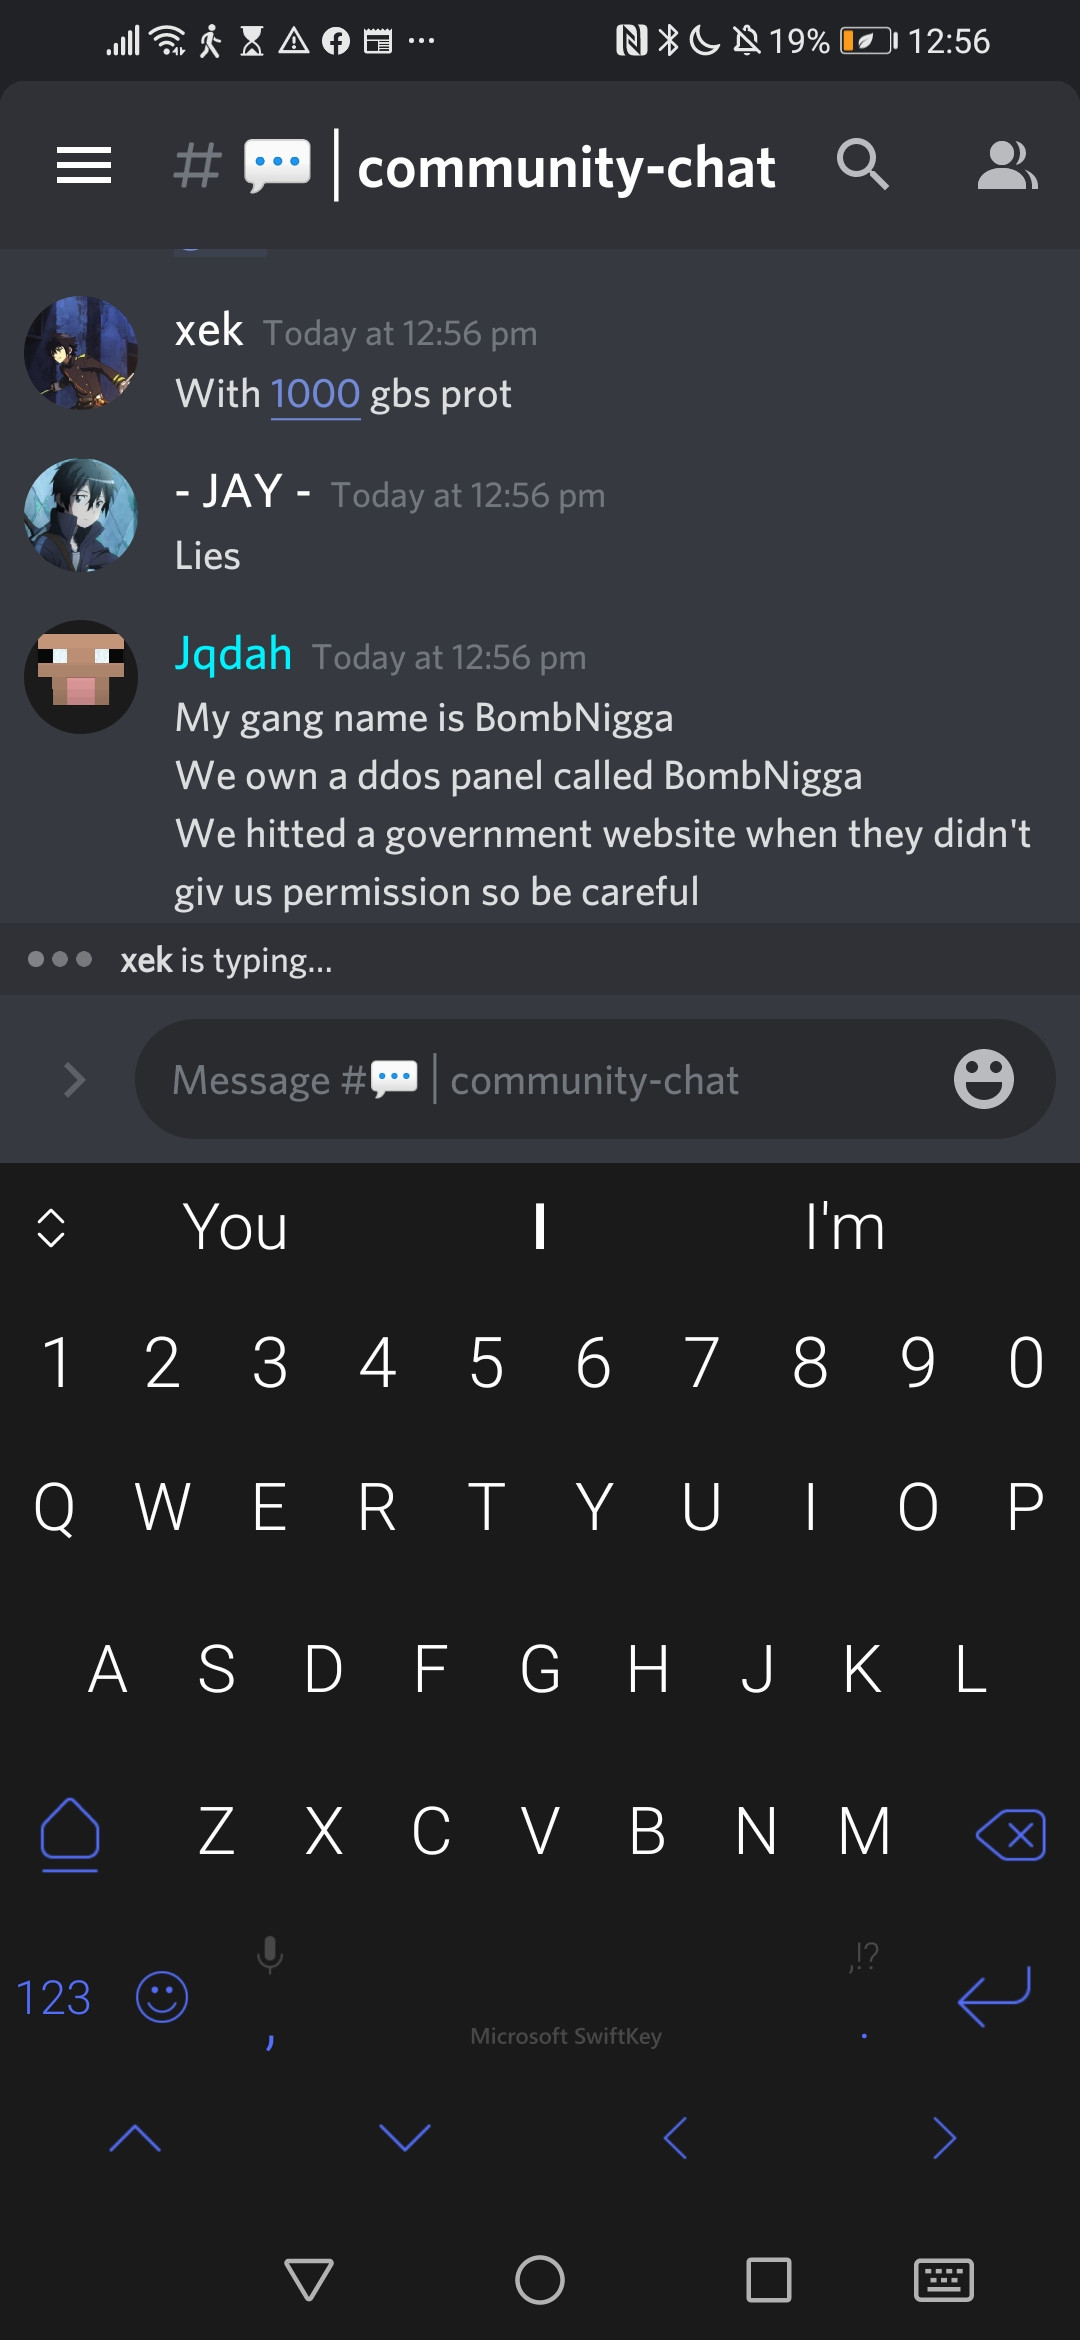 19% 12:56
# 💬 | community-chat
xek Today at 12:56 pm
With 1000 gbs prot
- JAY - Today at 12:56 pm
Lies
Jqdah Today at 12:56 pm
My gang name is BombNigga
We own a ddos panel called BombNigga
We hitted a government website when they didn't
giv us permission so be careful
xek is typing...
Message #💬 | community-chat
You I I'm
1 2 3 4 5 6 7 8 9 0
Q W E R T Y U I O P
A S D F G H J K L
Z X C V B N M
,!?
123 , Microsoft SwiftKey .